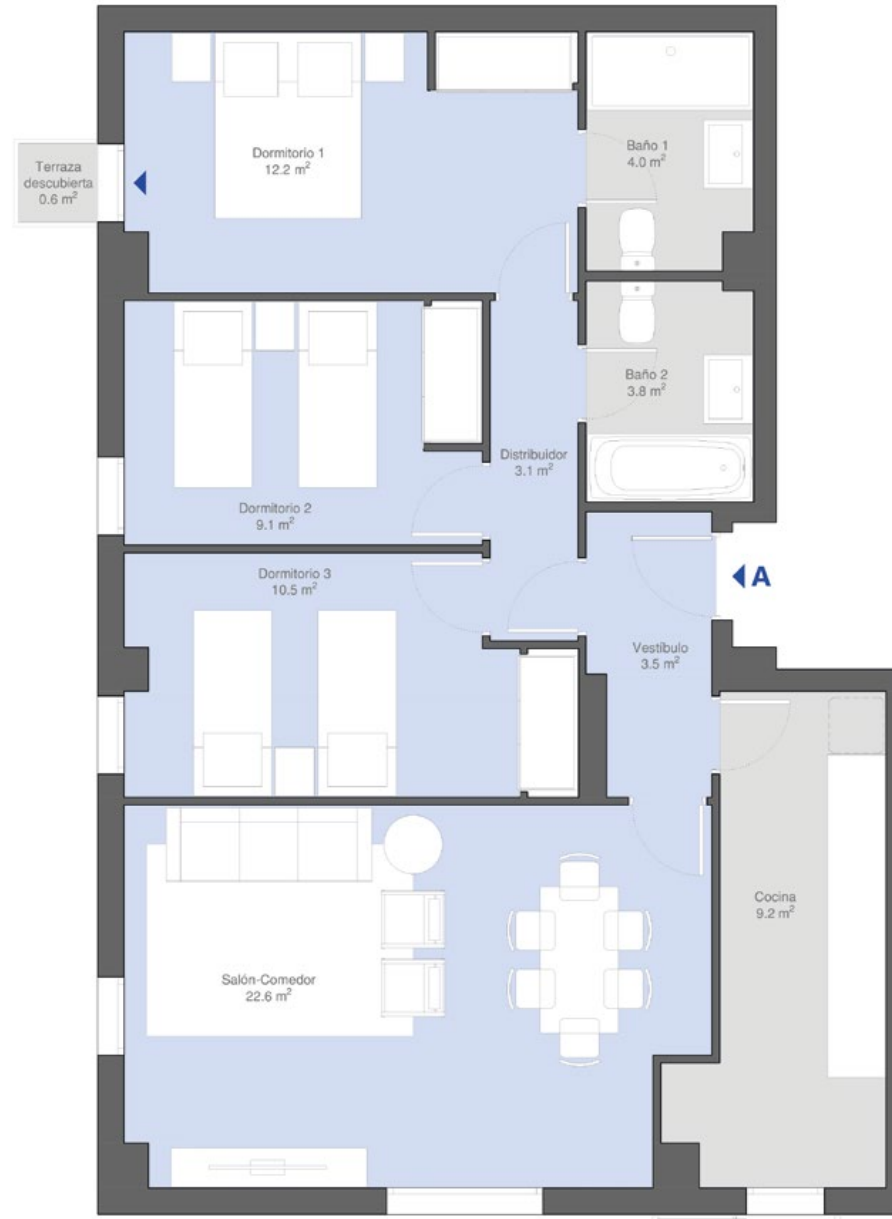 Dormitorio 1
12.2 m²
Baño 1
4.0 m²
Terraza
descubierta
0.6 m²
Baño 2
3.8 m²
Distribuidor
3.1 m²
Dormitorio 2
9.1 m²
Dormitorio 3
10.5 m²
A
Vestíbulo
3.5 m²
Cocina
9.2 m²
Salón-Comedor
22.6 m²